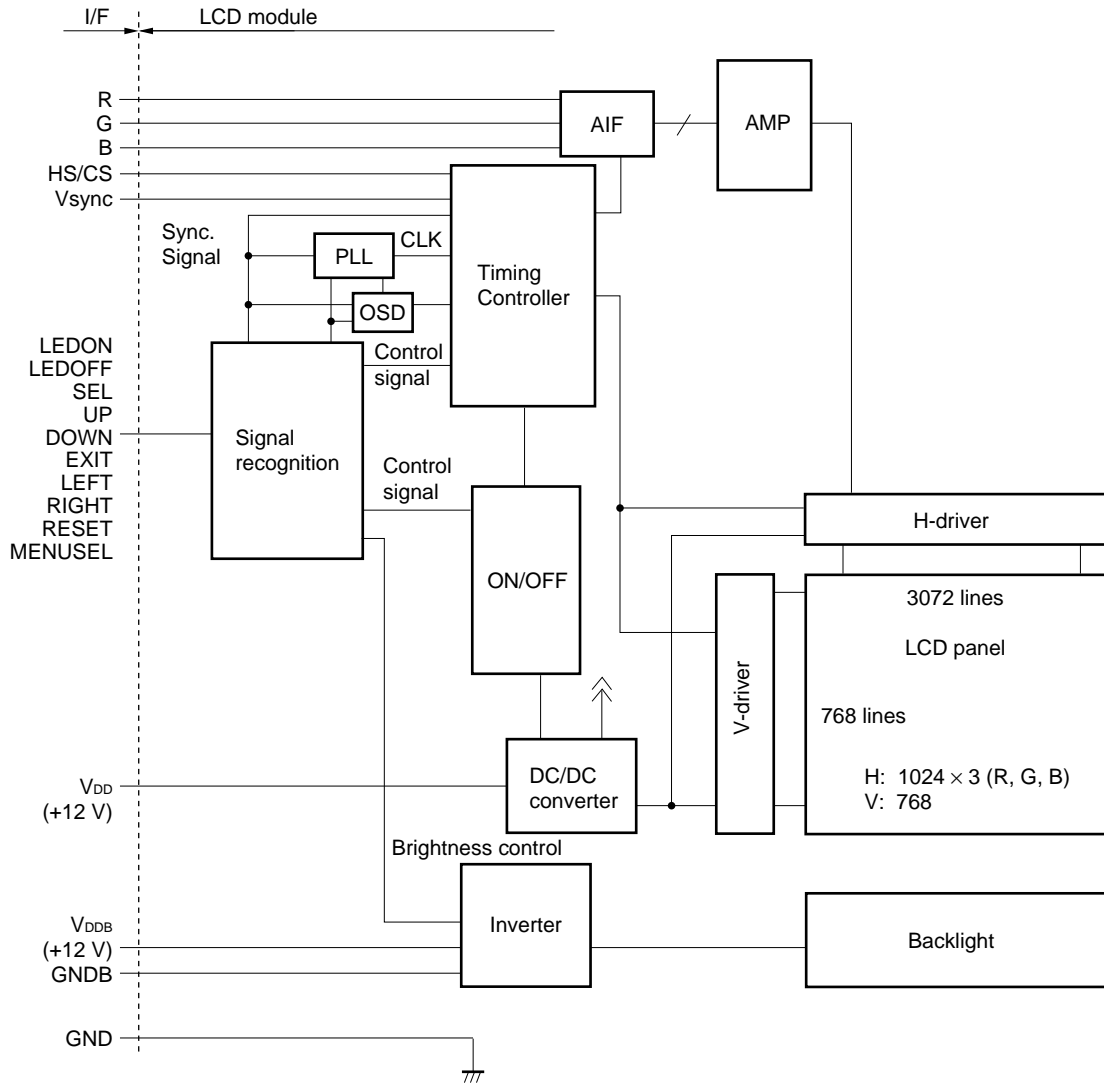 I/F
LCD module
R
G
B
HS/CS
Vsync
AIF
AMP
Sync.
Signal
PLL
CLK
OSD
Timing
Controller
LEDON
LEDOFF
SEL
UP
DOWN
EXIT
LEFT
RIGHT
RESET
MENUSEL
Signal
recognition
Control
signal
Control
signal
ON/OFF
H-driver
V-driver
3072 lines
LCD panel
768 lines
H: 1024 × 3 (R, G, B)
V: 768
VDD
(+12 V)
DC/DC
converter
Brightness control
VDDB
(+12 V)
GNDB
Inverter
Backlight
GND